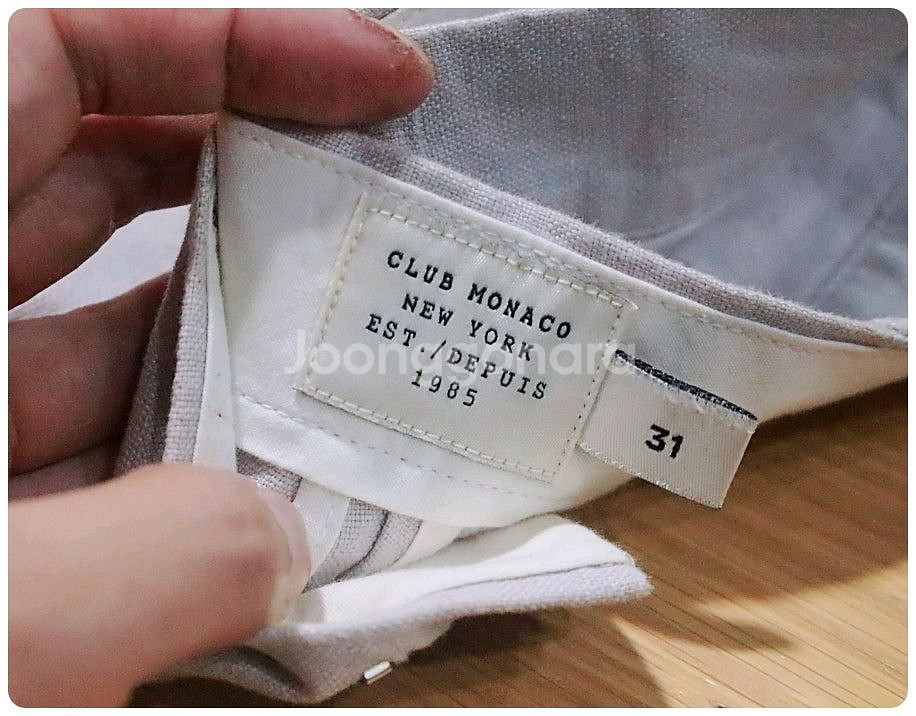 CLUB MONACO
NEW YORK
EST./DEPUIS
1985
31
Joonggonara